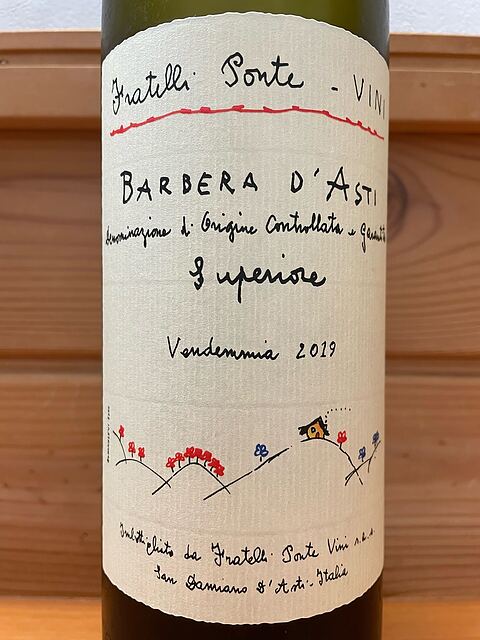 Fratelli Ponte - VINI
BARBERA D'ASTI
Denominazione di Origine Controllata e Garantita
Superiore
Vendemmia 2019
Imbottigliato da Fratelli Ponte Vini s.a.s.
San Damiano D'Asti - Italia